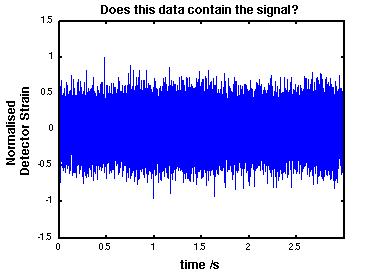 Does this data contain the signal?
1.5
1
0.5
0
-0.5
-1
-1.5
Normalised
Detector Strain
0 0.5 1 1.5 2 2.5
time /s